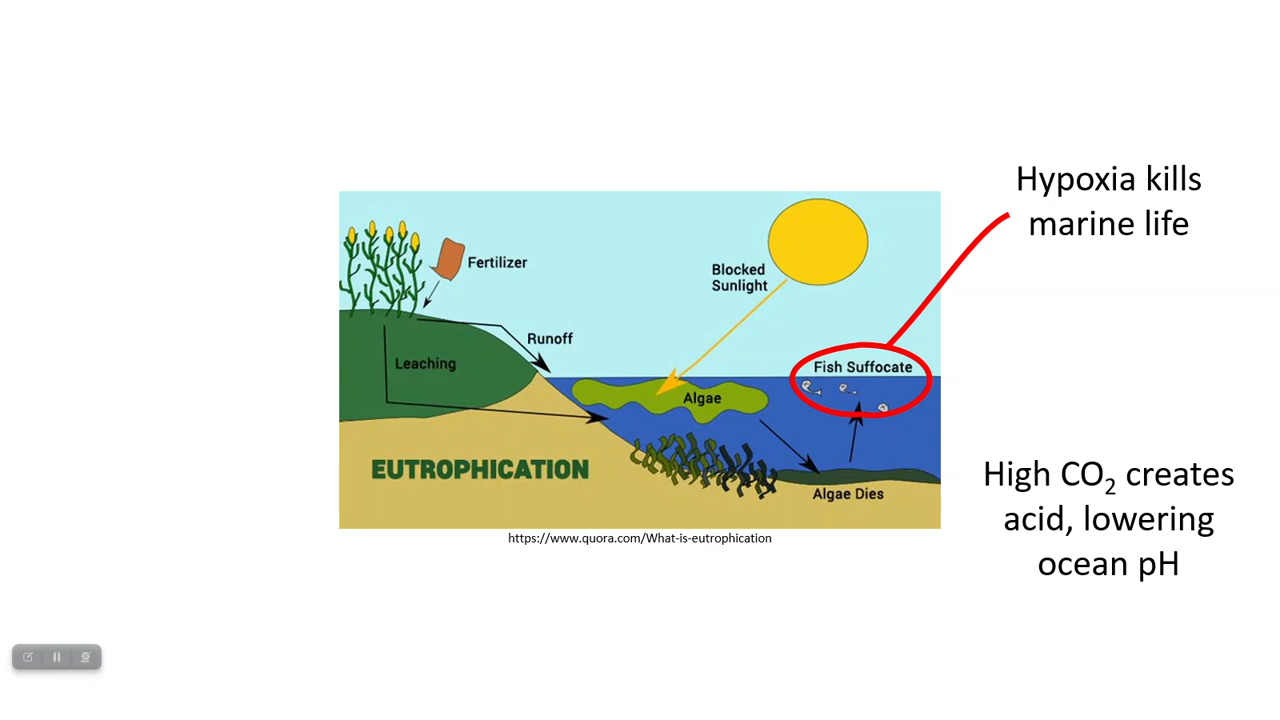 Hypoxia kills
marine life
Fertilizer
Blocked
Sunlight
Runoff
Leaching
Fish Suffocate
Algae
EUTROPHICATION
Algae Dies
High CO₂ creates
acid, lowering
ocean pH
https://www.quora.com/What-is-eutrophication